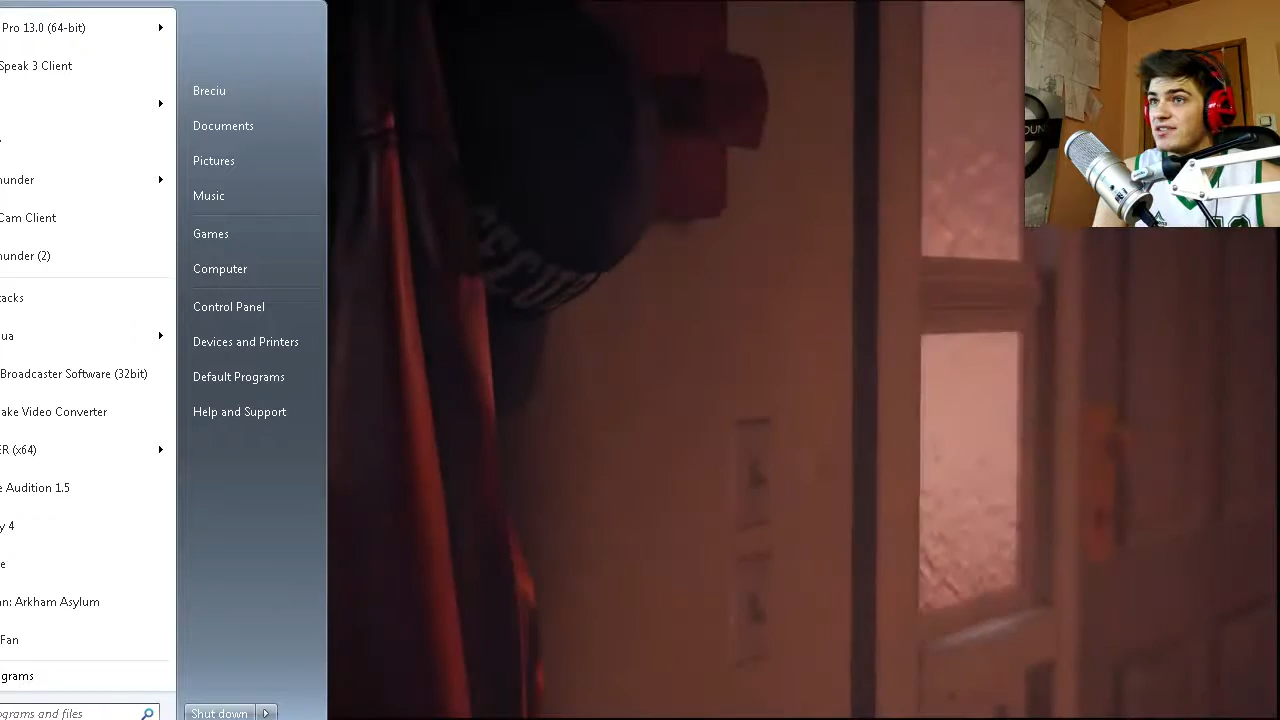 Pro 13.0 (64-bit)
Speak 3 Client
hunder
Cam Client
hunder (2)
tacks
ua
Broadcaster Software (32bit)
ake Video Converter
ER (x64)
e Audition 1.5
y 4
e
an: Arkham Asylum
Fan
grams
ograms and files
Breciu
Documents
Pictures
Music
Games
Computer
Control Panel
Devices and Printers
Default Programs
Help and Support
Shut down